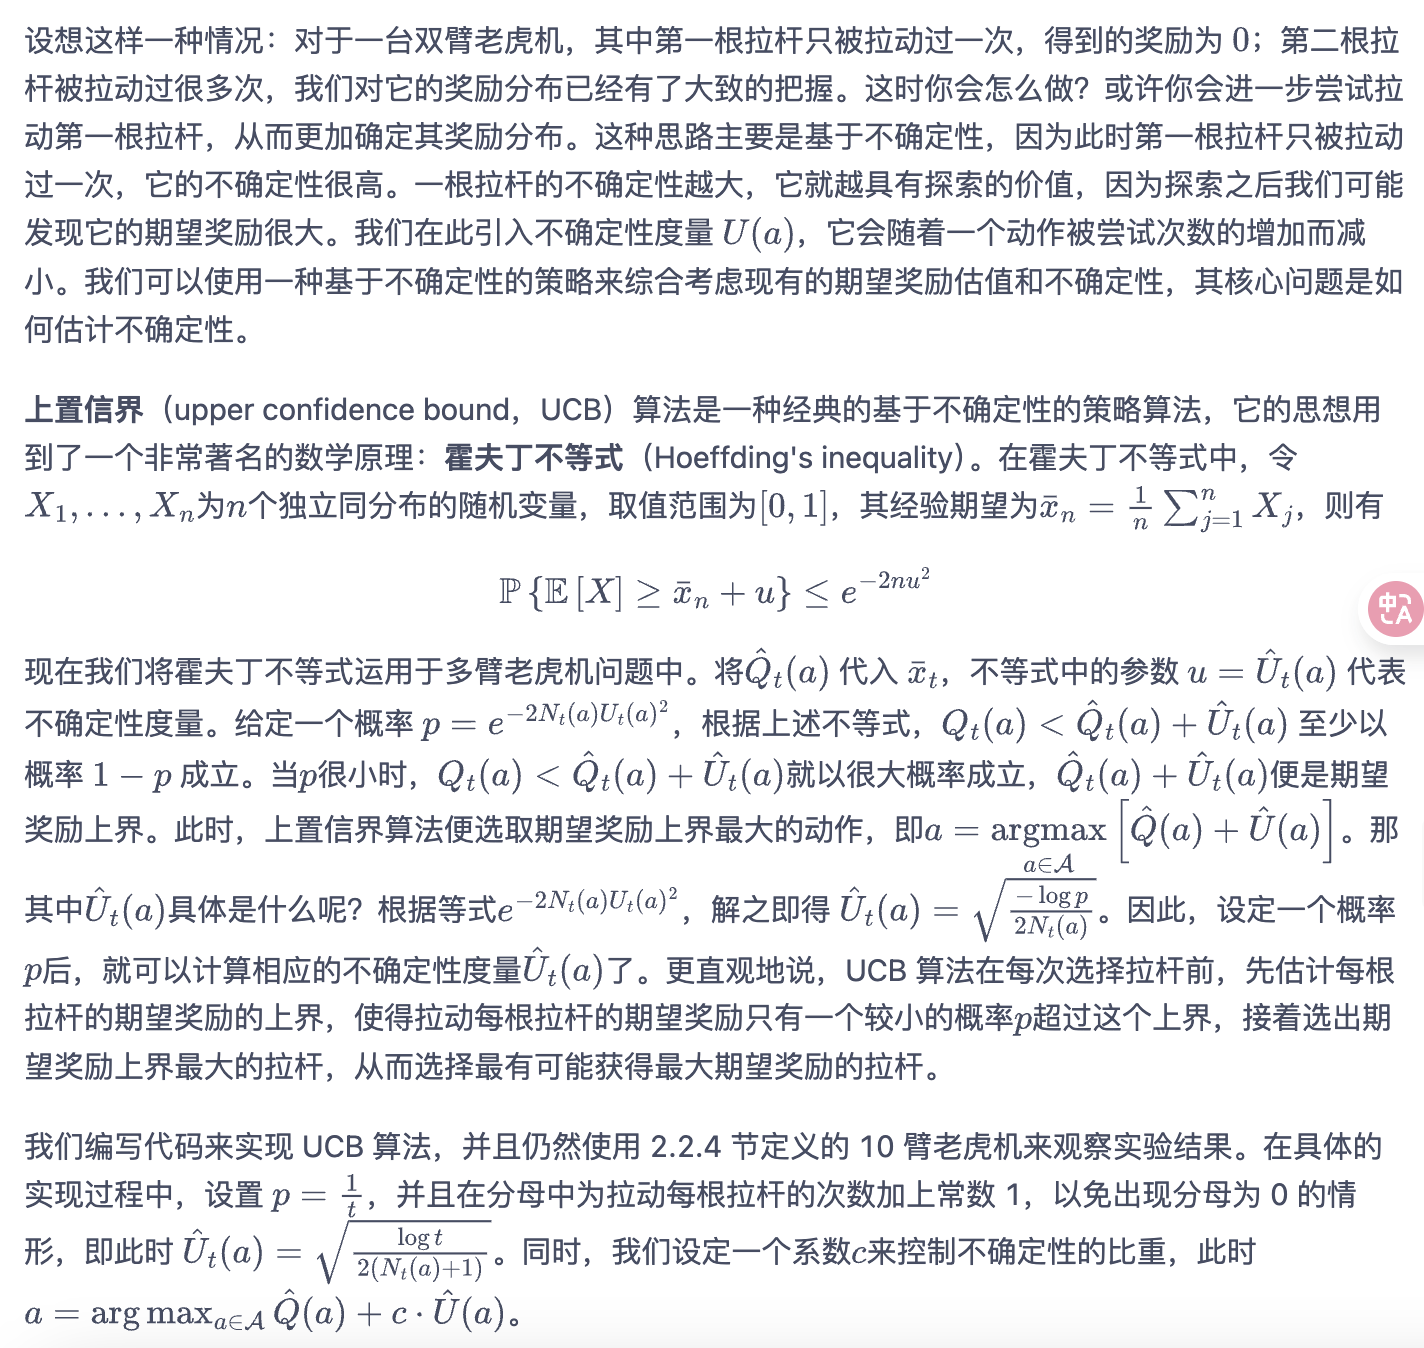 设想这样一种情况：对于一台双臂老虎机，其中第一根拉杆只被拉动过一次，得到的奖励为 0；第二根拉
杆被拉动过很多次，我们对它的奖励分布已经有了大致的把握。这时你会怎么做？或许你会进一步尝试拉
动第一根拉杆，从而更加确定其奖励分布。这种思路主要是基于不确定性，因为此时第一根拉杆只被拉动
过一次，它的不确定性很高。一根拉杆的不确定性越大，它就越具有探索的价值，因为探索之后我们可能
发现它的期望奖励很大。我们在此引入不确定性度量 U(a)，它会随着一个动作被尝试次数的增加而减
小。我们可以使用一种基于不确定性的策略来综合考虑现有的期望奖励估值和不确定性，其核心问题是如
何估计不确定性。
上置信界（upper confidence bound，UCB）算法是一种经典的基于不确定性的策略算法，它的思想用
到了一个非常著名的数学原理：霍夫丁不等式（Hoeffding's inequality）。在霍夫丁不等式中，令
X₁, . . . , Xₙ为n个独立同分布的随机变量，取值范围为[0, 1]，其经验期望为x̄ₙ = \frac{1}{n} \sum_{j=1}^{n} X_j，则有
ℙ {𝔼 [X] ≥ x̄ₙ + u} ≤ e^{-2nu^2}
现在我们将霍夫丁不等式运用于多臂老虎机问题中。将\hat{Q}_t(a) 代入 x̄_t，不等式中的参数 u = \hat{U}_t(a) 代表
不确定性度量。给定一个概率 p = e^{-2N_t(a)U_t(a)^2}，根据上述不等式，Q_t(a) < \hat{Q}_t(a) + \hat{U}_t(a) 至少以
概率 1 − p 成立。当p很小时，Q_t(a) < \hat{Q}_t(a) + \hat{U}_t(a)就以很大概率成立，\hat{Q}_t(a) + \hat{U}_t(a)便是期望
奖励上界。此时，上置信界算法便选取期望奖励上界最大的动作，即a = \underset{a∈\mathcal{A}}{argmax} [\hat{Q}(a) + \hat{U}(a)]。那
其中\hat{U}_t(a)具体是什么呢？根据等式e^{-2N_t(a)U_t(a)^2}，解之即得 \hat{U}_t(a) = \sqrt{\frac{-\log p}{2N_t(a)}}。因此，设定一个概率
p后，就可以计算相应的不确定性度量\hat{U}_t(a)了。更直观地说，UCB 算法在每次选择拉杆前，先估计每根
拉杆的期望奖励的上界，使得拉动每根拉杆的期望奖励只有一个较小的概率p超过这个上界，接着选出期
望奖励上界最大的拉杆，从而选择最有可能获得最大期望奖励的拉杆。
我们编写代码来实现 UCB 算法，并且仍然使用 2.2.4 节定义的 10 臂老虎机来观察实验结果。在具体的
实现过程中，设置 p = \frac{1}{t}，并且在分母中为拉动每根拉杆的次数加上常数 1，以免出现分母为 0 的情
形，即此时 \hat{U}_t(a) = \sqrt{\frac{\log t}{2(N_t(a)+1)}}。同时，我们设定一个系数c来控制不确定性的比重，此时
a = arg max_{a∈\mathcal{A}} \hat{Q}(a) + c · \hat{U}(a)。
中A